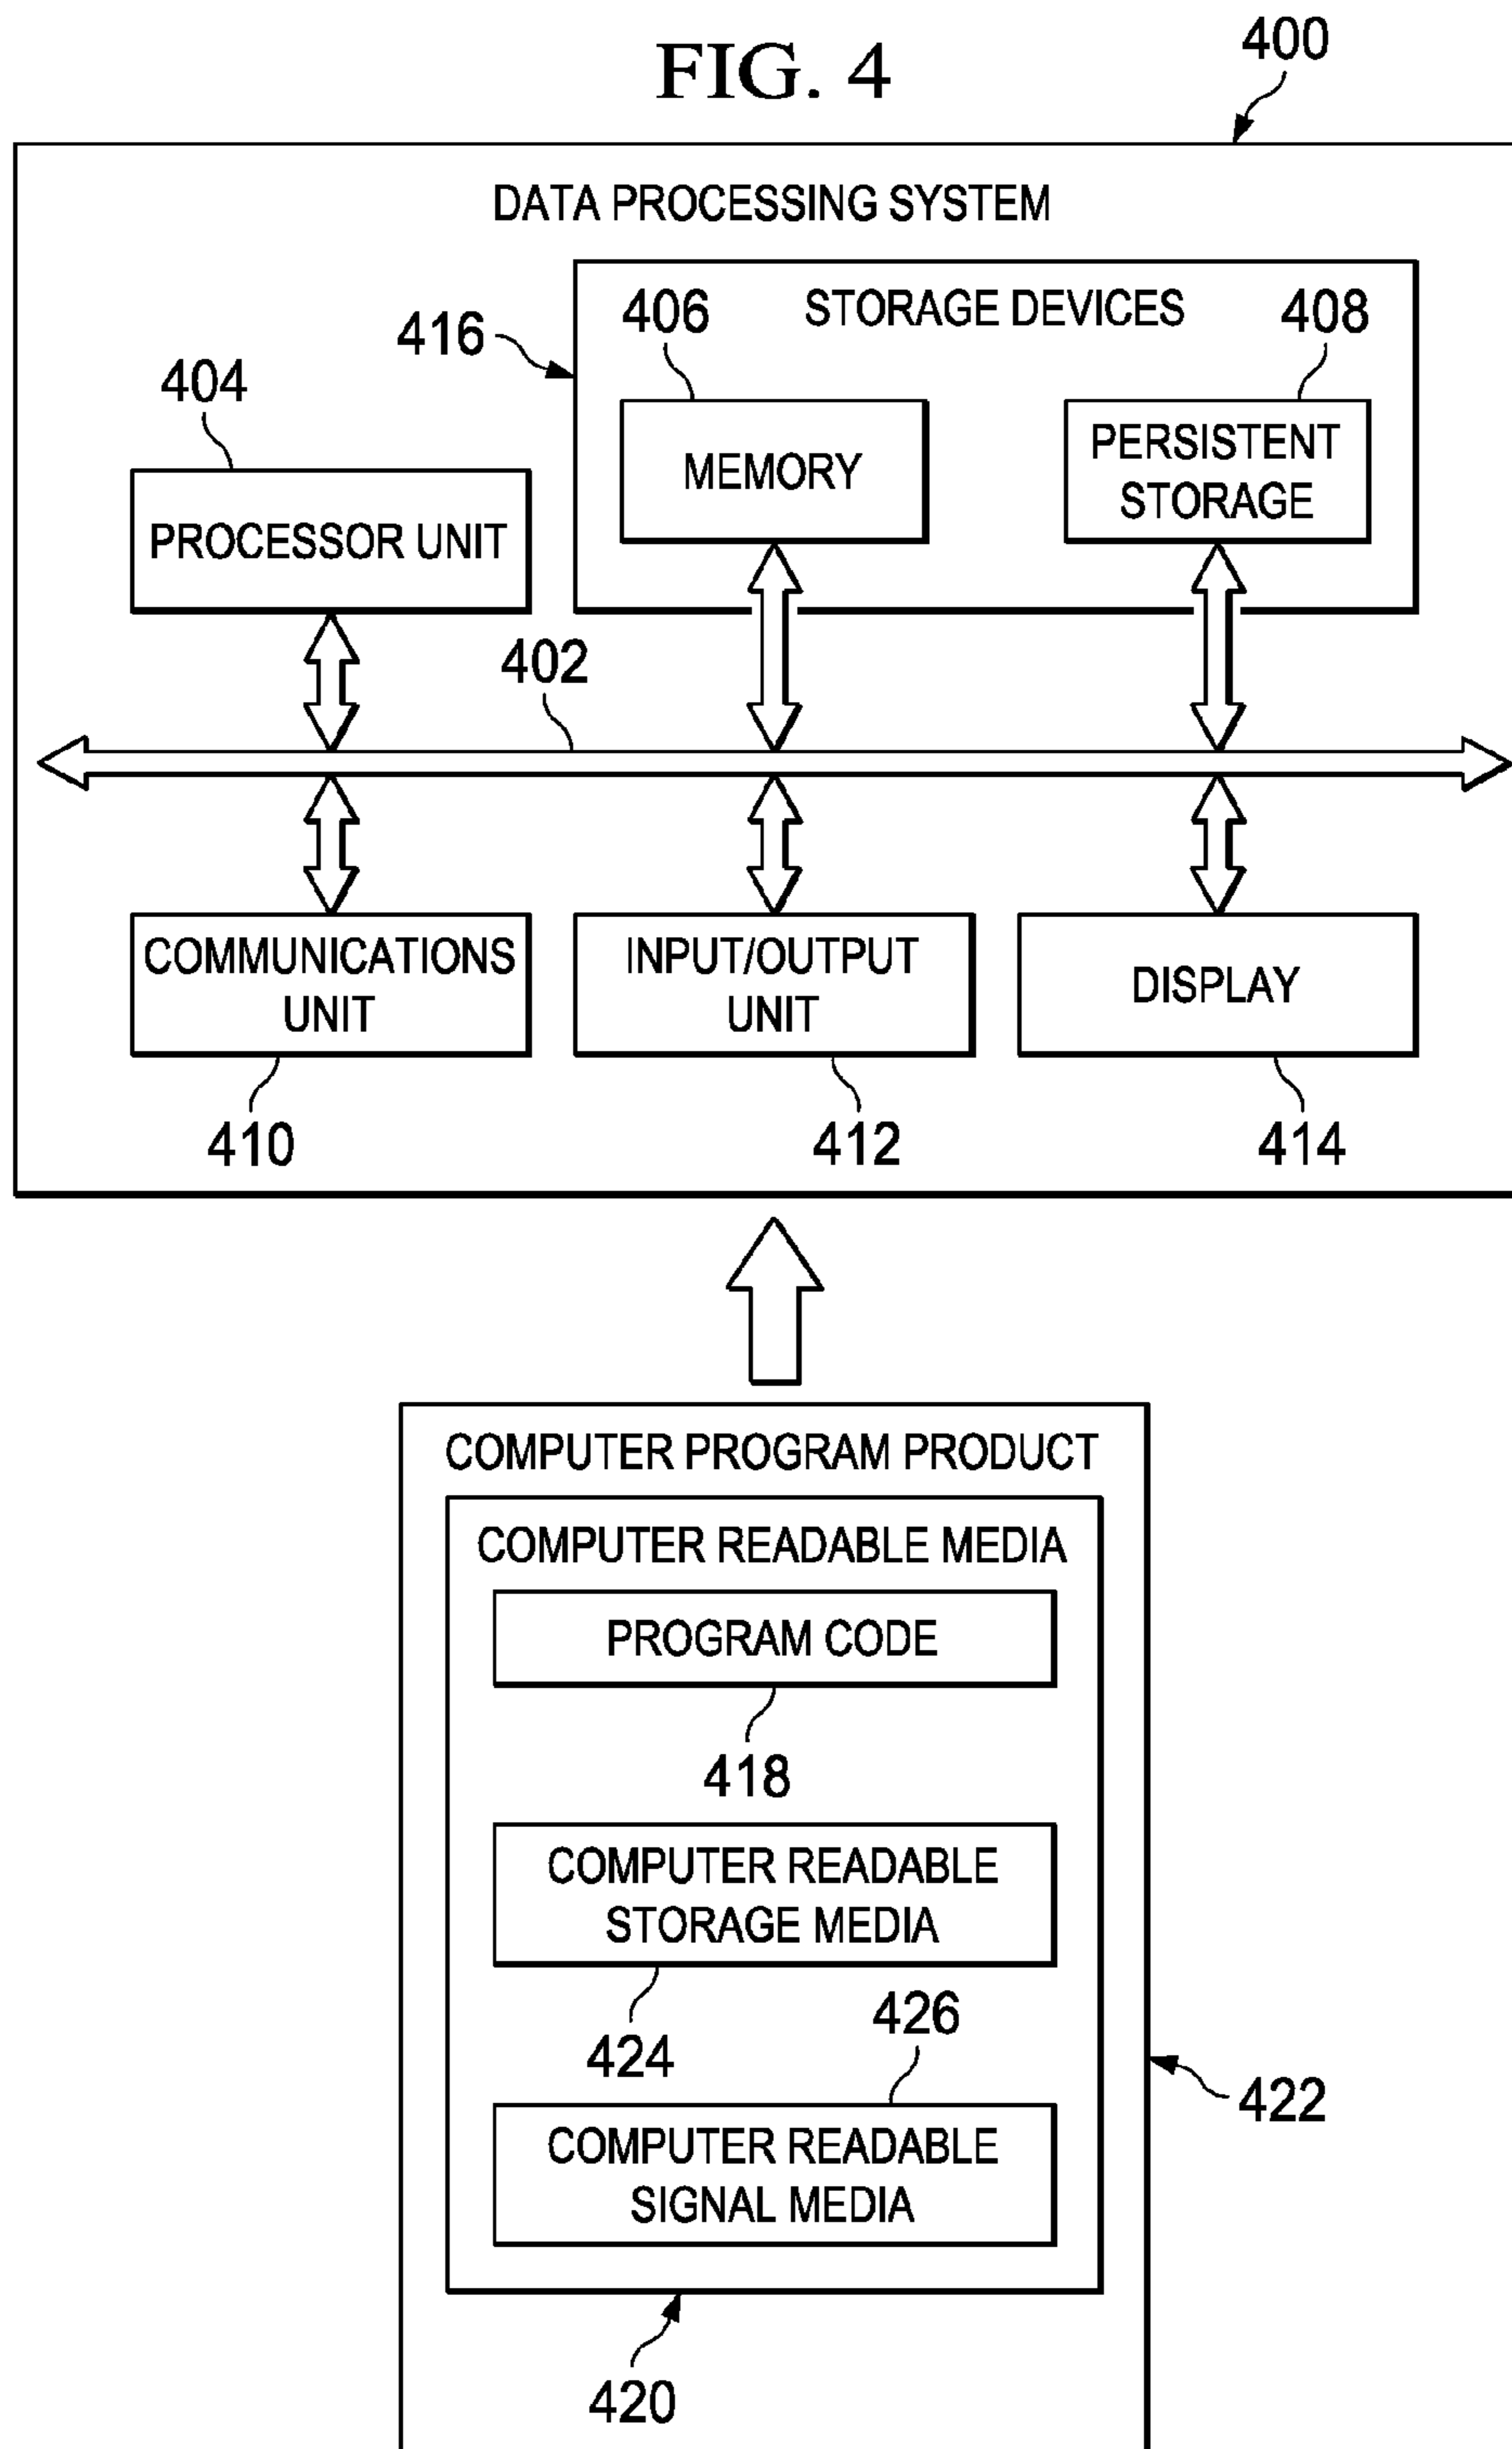 FIG. 4
400
DATA PROCESSING SYSTEM
416
406
STORAGE DEVICES
408
404
MEMORY
PERSISTENT
STORAGE
PROCESSOR UNIT
402
COMMUNICATIONS
UNIT
INPUT/OUTPUT
UNIT
DISPLAY
410
412
414
COMPUTER PROGRAM PRODUCT
COMPUTER READABLE MEDIA
PROGRAM CODE
418
COMPUTER READABLE
STORAGE MEDIA
424
426
422
COMPUTER READABLE
SIGNAL MEDIA
420